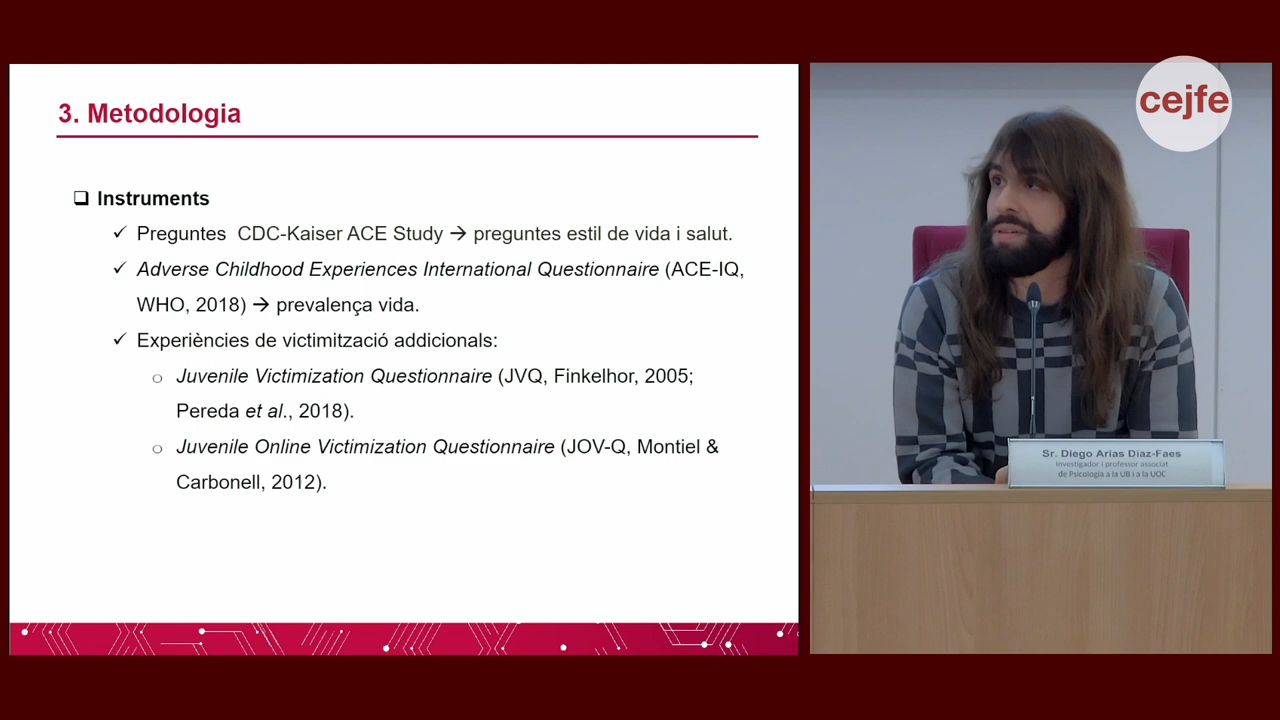 3. Metodologia
Instruments
Preguntes CDC-Kaiser ACE Study → preguntes estil de vida i salut.
Adverse Childhood Experiences International Questionnaire (ACE-IQ,
WHO, 2018) → prevalença vida.
Experiències de victimització addicionals:
Juvenile Victimization Questionnaire (JVQ, Finkelhor, 2005;
Pereda et al., 2018).
Juvenile Online Victimization Questionnaire (JOV-Q, Montiel &
Carbonell, 2012).
cejfe
Sr. Diego Arias Díaz-Faes
Investigador i professor associat
de Psicologia a la UB i a la UOC